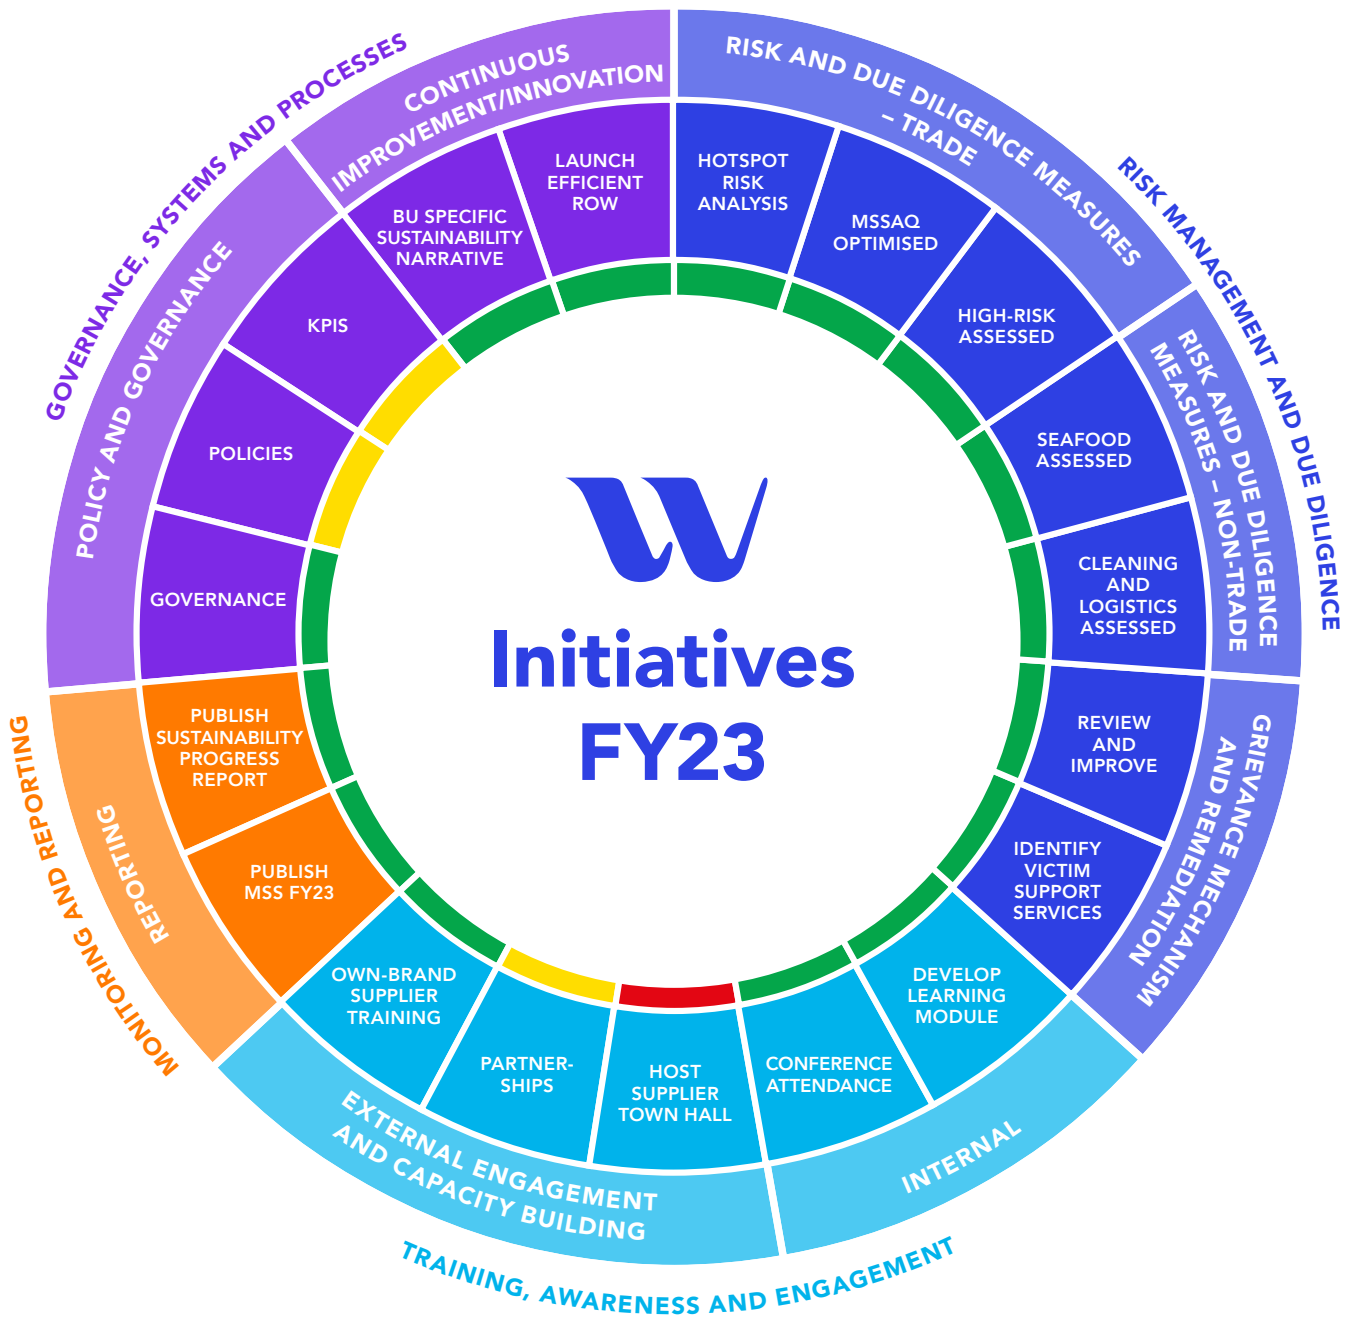 GOVERNANCE, SYSTEMS AND PROCESSES
CONTINUOUS
IMPROVEMENT/INNOVATION
LAUNCH
EFFICIENT
ROW
BU SPECIFIC
SUSTAINABILITY
NARRATIVE
POLICY AND GOVERNANCE
KPIS
POLICIES
GOVERNANCE
RISK MANAGEMENT AND DUE DILIGENCE
RISK AND DUE DILIGENCE MEASURES
– TRADE
HOTSPOT
RISK
ANALYSIS
MSSAQ
OPTIMISED
HIGH-RISK
ASSESSED
RISK AND DUE DILIGENCE
MEASURES – NON-TRADE
SEAFOOD
ASSESSED
CLEANING
AND
LOGISTICS
ASSESSED
GRIEVANCE MECHANISM
AND REMEDIATION
REVIEW
AND
IMPROVE
IDENTIFY
VICTIM
SUPPORT
SERVICES
Initiatives
FY23
MONITORING AND REPORTING
REPORTING
PUBLISH
SUSTAINABILITY
PROGRESS
REPORT
PUBLISH
MSS FY23
OWN-BRAND
SUPPLIER
TRAINING
PARTNER-
SHIPS
HOST
SUPPLIER
TOWN HALL
CONFERENCE
ATTENDANCE
DEVELOP
LEARNING
MODULE
EXTERNAL ENGAGEMENT
AND CAPACITY BUILDING
INTERNAL
TRAINING, AWARENESS AND ENGAGEMENT